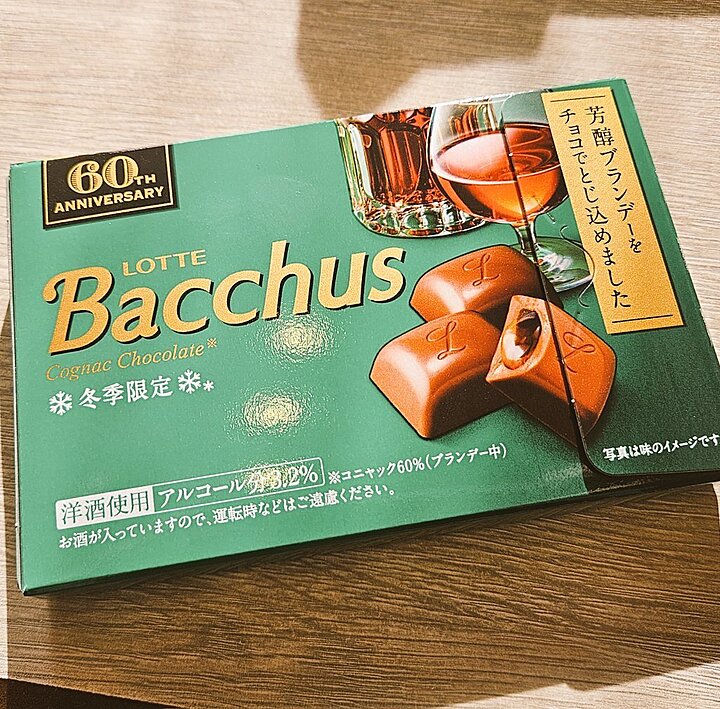 60TH
ANNIVERSARY
LOTTE
Bacchus
Cognac Chocolate※
冬季限定
芳醇ブランデーを
チョコでとじ込めました
写真は味のイメージです
洋酒使用 アルコール分3.2% ※コニャック60%(ブランデー中)
お酒が入っていますので、運転時などはご遠慮ください。
L
L
L